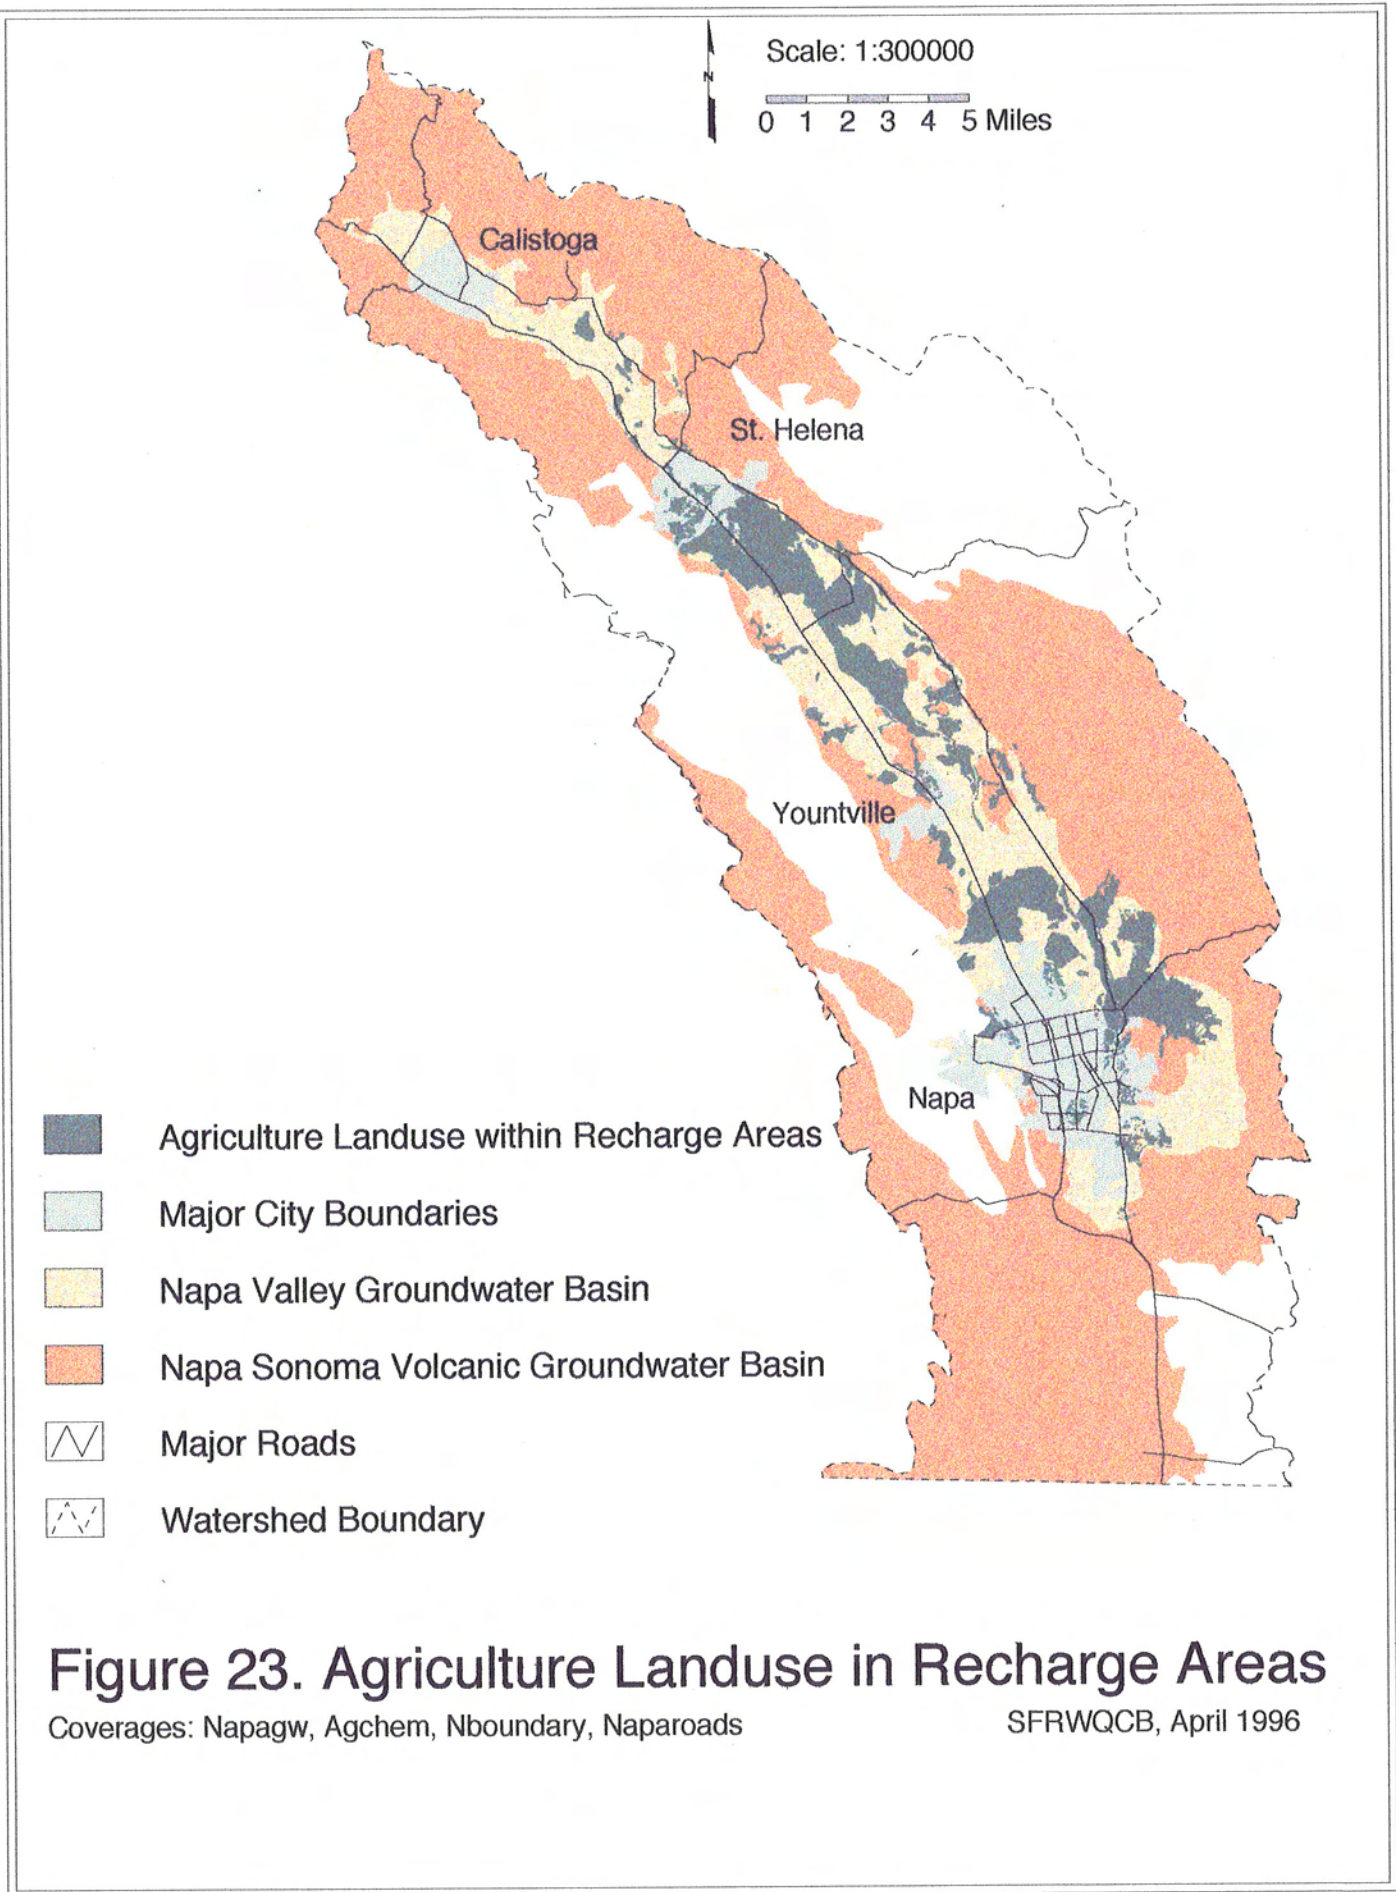 Scale: 1:300000
N
0 1 2 3 4 5 Miles
Calistoga
St. Helena
Yountville
Napa
Agriculture Landuse within Recharge Areas
Major City Boundaries
Napa Valley Groundwater Basin
Napa Sonoma Volcanic Groundwater Basin
Major Roads
Watershed Boundary
Figure 23. Agriculture Landuse in Recharge Areas
Coverages: Napagw, Agchem, Nboundary, Naparoads
SFRWQCB, April 1996